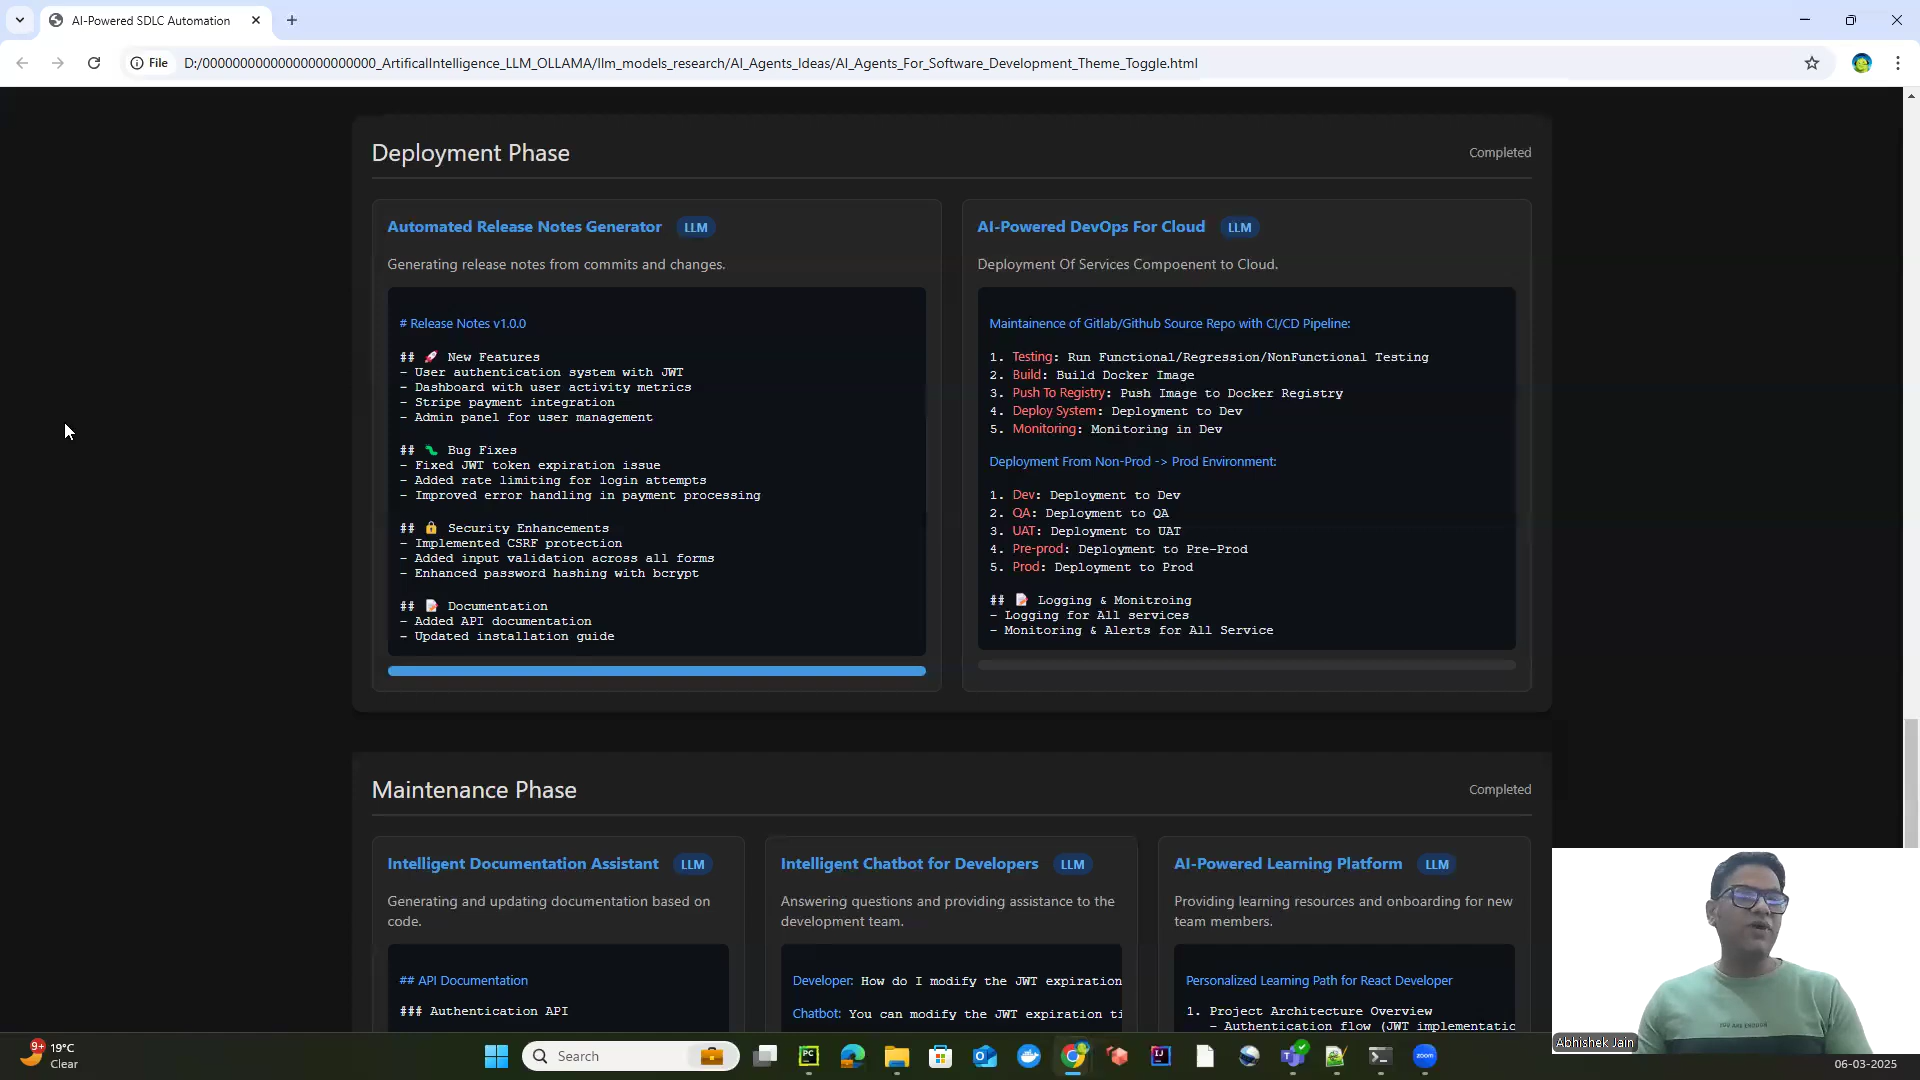 AI-Powered SDLC Automation
File
D:/00000000000000000000000_ArtificalIntelligence_LLM_OLLAMA/llm_models_research/AI_Agents_Ideas/AI_Agents_For_Software_Development_Theme_Toggle.html
Deployment Phase
Completed
Automated Release Notes Generator LLM
Generating release notes from commits and changes.
# Release Notes v1.0.0
## 🚀 New Features
- User authentication system with JWT
- Dashboard with user activity metrics
- Stripe payment integration
- Admin panel for user management
## 🐛 Bug Fixes
- Fixed JWT token expiration issue
- Added rate limiting for login attempts
- Improved error handling in payment processing
## 🔒 Security Enhancements
- Implemented CSRF protection
- Added input validation across all forms
- Enhanced password hashing with bcrypt
## 📝 Documentation
- Added API documentation
- Updated installation guide
AI-Powered DevOps For Cloud LLM
Deployment Of Services Compoenent to Cloud.
Maintainence of Gitlab/Github Source Repo with CI/CD Pipeline:
1. Testing: Run Functional/Regression/NonFunctional Testing
2. Build: Build Docker Image
3. Push To Registry: Push Image to Docker Registry
4. Deploy System: Deployment to Dev
5. Monitoring: Monitoring in Dev
Deployment From Non-Prod -> Prod Environment:
1. Dev: Deployment to Dev
2. QA: Deployment to QA
3. UAT: Deployment to UAT
4. Pre-prod: Deployment to Pre-Prod
5. Prod: Deployment to Prod
## 📝 Logging & Monitroing
- Logging for All services
- Monitoring & Alerts for All Service
Maintenance Phase
Completed
Intelligent Documentation Assistant LLM
Generating and updating documentation based on
code.
## API Documentation
### Authentication API
Intelligent Chatbot for Developers LLM
Answering questions and providing assistance to the
development team.
Developer: How do I modify the JWT expiration
Chatbot: You can modify the JWT expiration ti
AI-Powered Learning Platform LLM
Providing learning resources and onboarding for new
team members.
Personalized Learning Path for React Developer
1. Project Architecture Overview
- Authentication flow (JWT implementatic
YOU ARE ENOUGH
Abhishek Jain
9+
19°C
Clear
Search
PC
IJ
zoom
06-03-2025